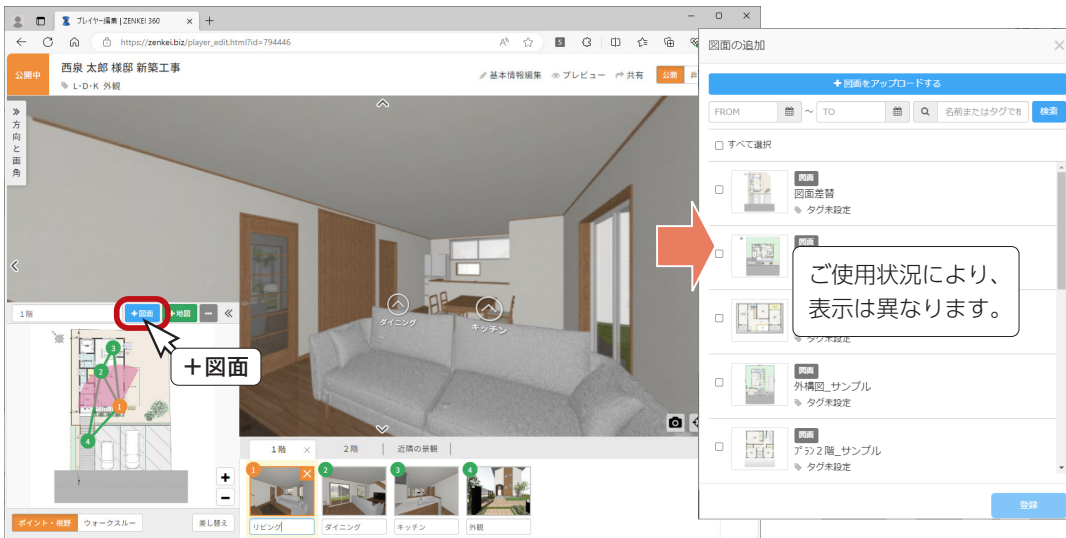 プレイヤー編集 | ZENKEI 360
https://zenkei.biz/player_edit.html?id=794446
公開中
西泉 太郎 様邸 新築工事
L・D・K 外観
基本情報編集
プレビュー
共有
公開
方向と画角
ダイニング
キッチン
1階
+図面
+地図
+図面
3
2
1
4
ポイント・視野
ウォークスルー
差し替え
1階
2階
近隣の景観
1
2
3
4
リビング
ダイニング
キッチン
外観
図面の追加
+図面をアップロードする
FROM
~
TO
名前またはタグで
検索
すべて選択
図面
図面差替
タグ未設定
図面
ご使用状況により、
表示は異なります。
タグ未設定
図面
外構図_サンプル
タグ未設定
図面
プラン2階_サンプル
タグ未設定
登録